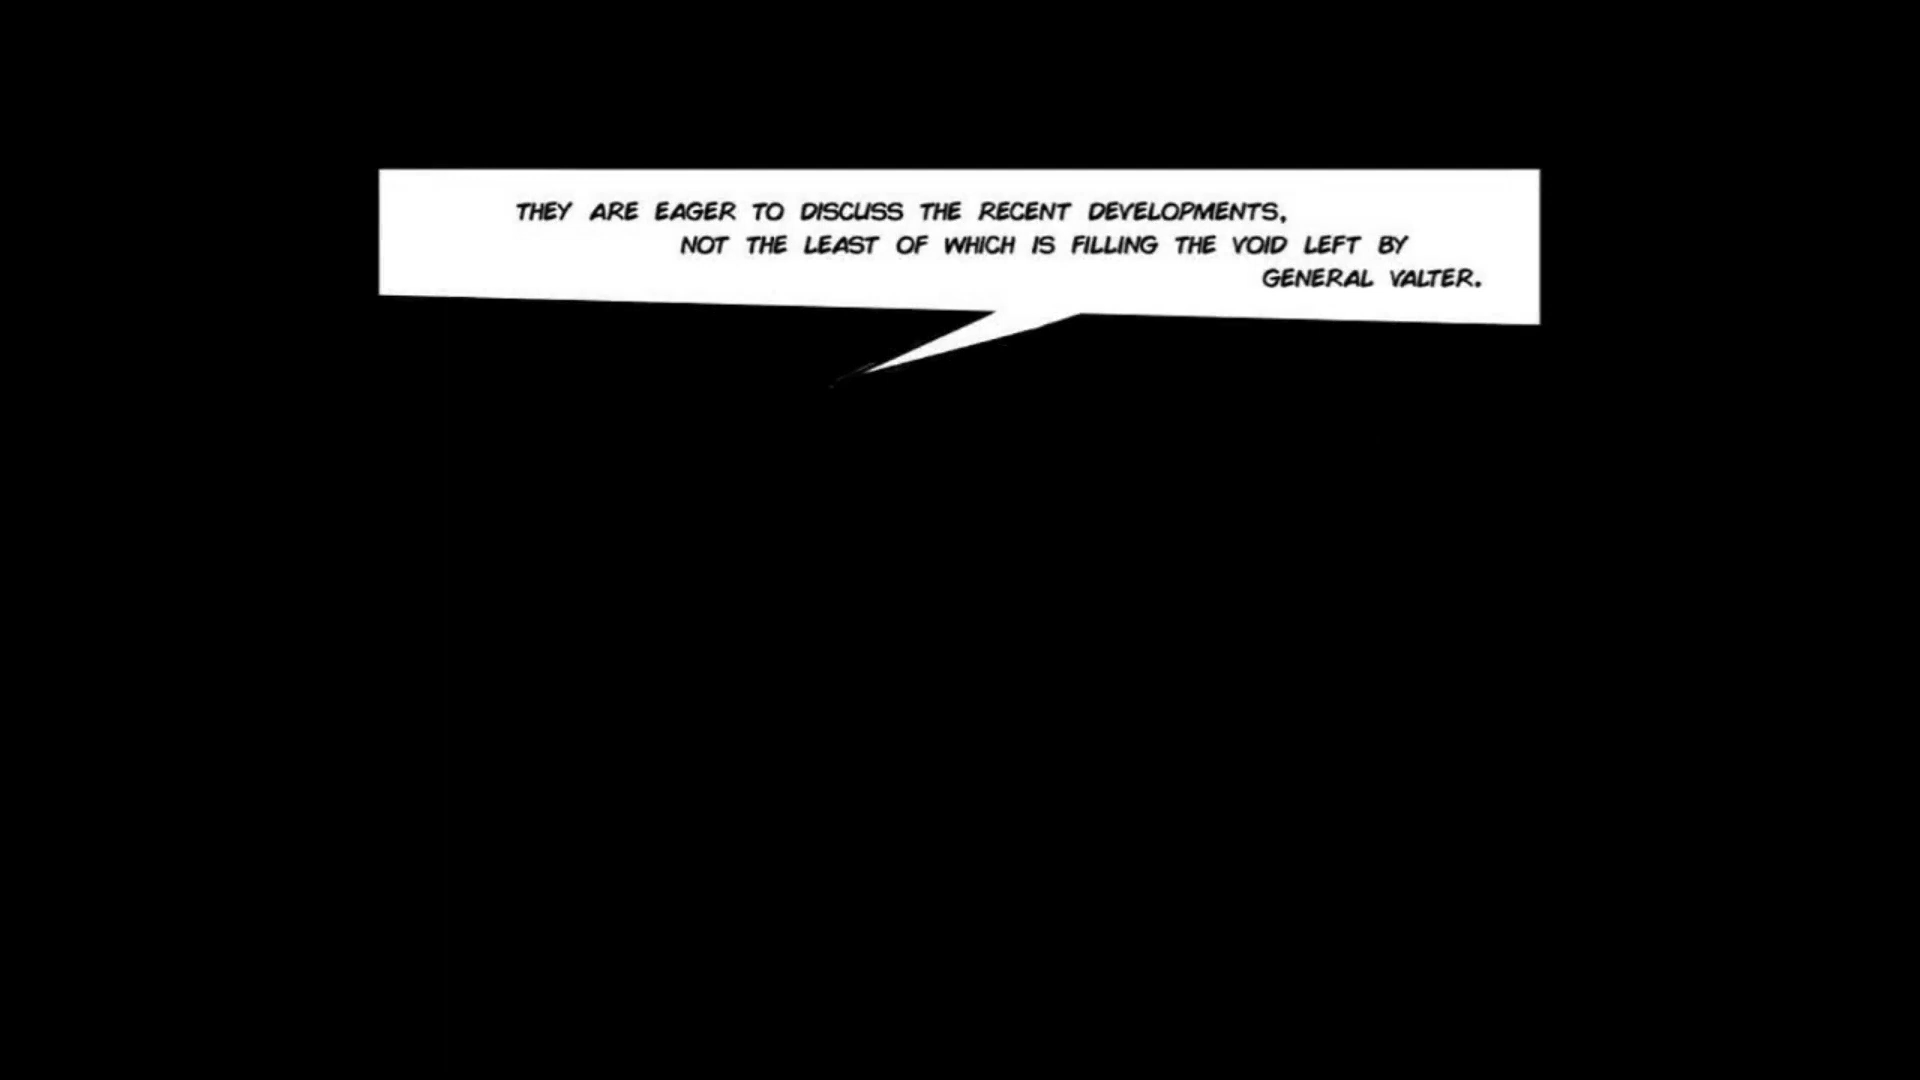 THEY ARE EAGER TO DISCUSS THE RECENT DEVELOPMENTS,
NOT THE LEAST OF WHICH IS FILLING THE VOID LEFT BY
GENERAL VALTER.